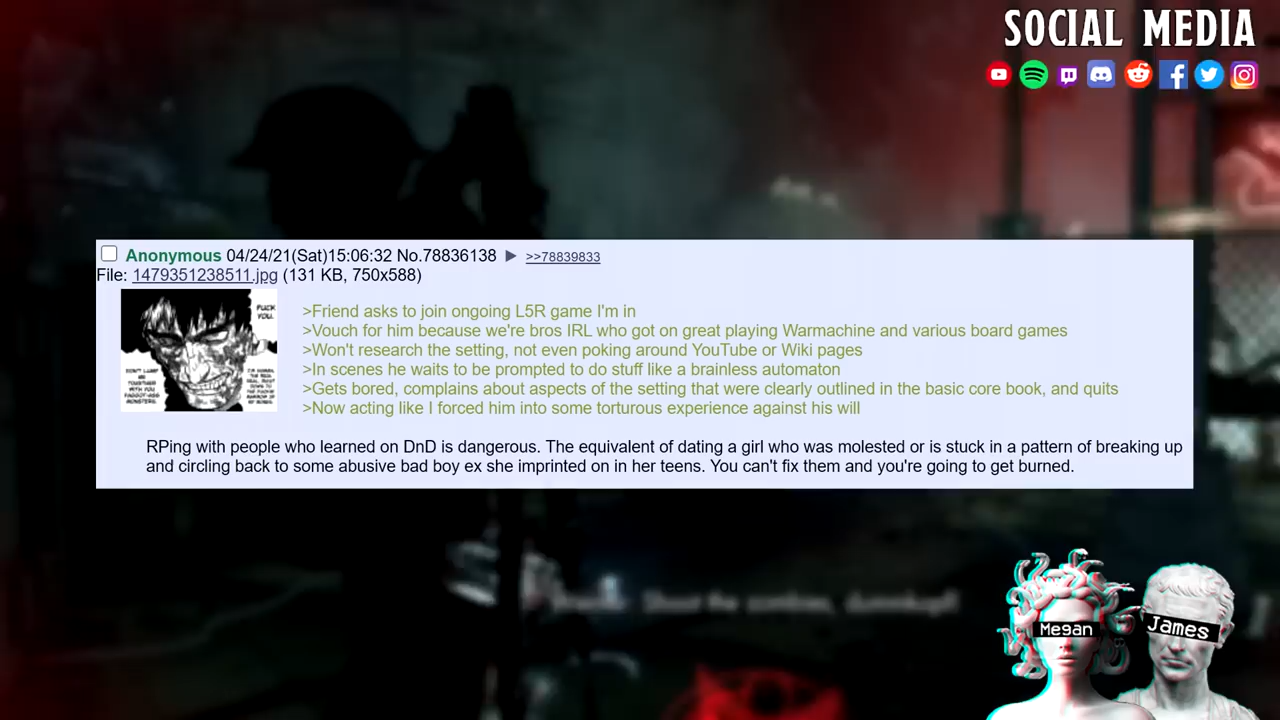 SOCIAL MEDIA
Anonymous 04/24/21(Sat)15:06:32 No.78836138 ▶ >>78839833
File: 1479351238511.jpg (131 KB, 750x588)
FUCK YOU.
>Friend asks to join ongoing L5R game I'm in
>Vouch for him because we're bros IRL who got on great playing Warmachine and various board games
>Won't research the setting, not even poking around YouTube or Wiki pages
>In scenes he waits to be prompted to do stuff like a brainless automaton
>Gets bored, complains about aspects of the setting that were clearly outlined in the basic core book, and quits
>Now acting like I forced him into some torturous experience against his will
RPing with people who learned on DnD is dangerous. The equivalent of dating a girl who was molested or is stuck in a pattern of breaking up
and circling back to some abusive bad boy ex she imprinted on in her teens. You can't fix them and you're going to get burned.
Megan
James